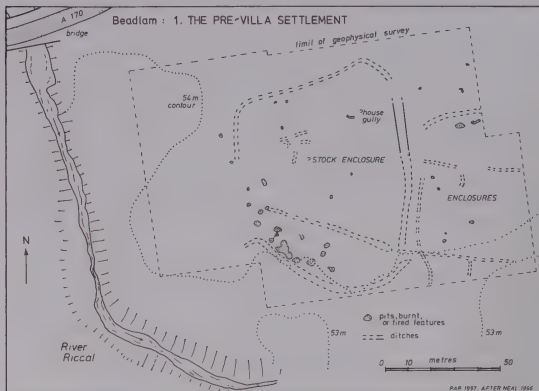 A 170
bridge
Beadlam : 1. THE PRE-VILLA SETTLEMENT
limit of geophysical survey
54m
contour
?house
gully
?STOCK ENCLOSURE
ENCLOSURES
N
pits, burnt,
or fired features
ditches
53m
53m
River
Riccal
0 10 metres 50
PAR 1997 AFTER NEAL 1996